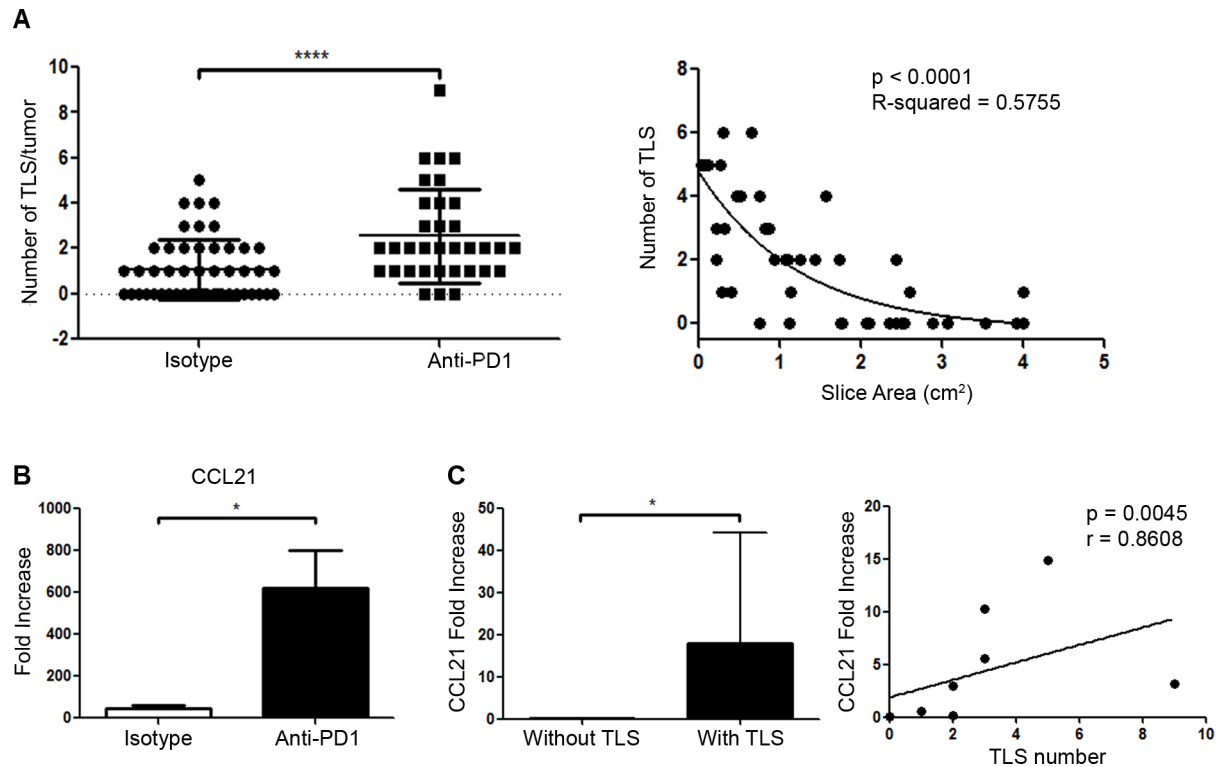 A
Number of TLS/tumor
10
8
6
4
2
0
-2
****
Isotype
Anti-PD1
Number of TLS
8
6
4
2
0
p < 0.0001
R-squared = 0.5755
0 1 2 3 4 5
Slice Area (cm²)
B
CCL21
Fold Increase
1000
800
600
400
200
0
*
Isotype
Anti-PD1
C
CCL21 Fold Increase
50
40
30
20
10
0
*
Without TLS
With TLS
CCL21 Fold Increase
20
15
10
5
0
p = 0.0045
r = 0.8608
0 2 4 6 8 10
TLS number